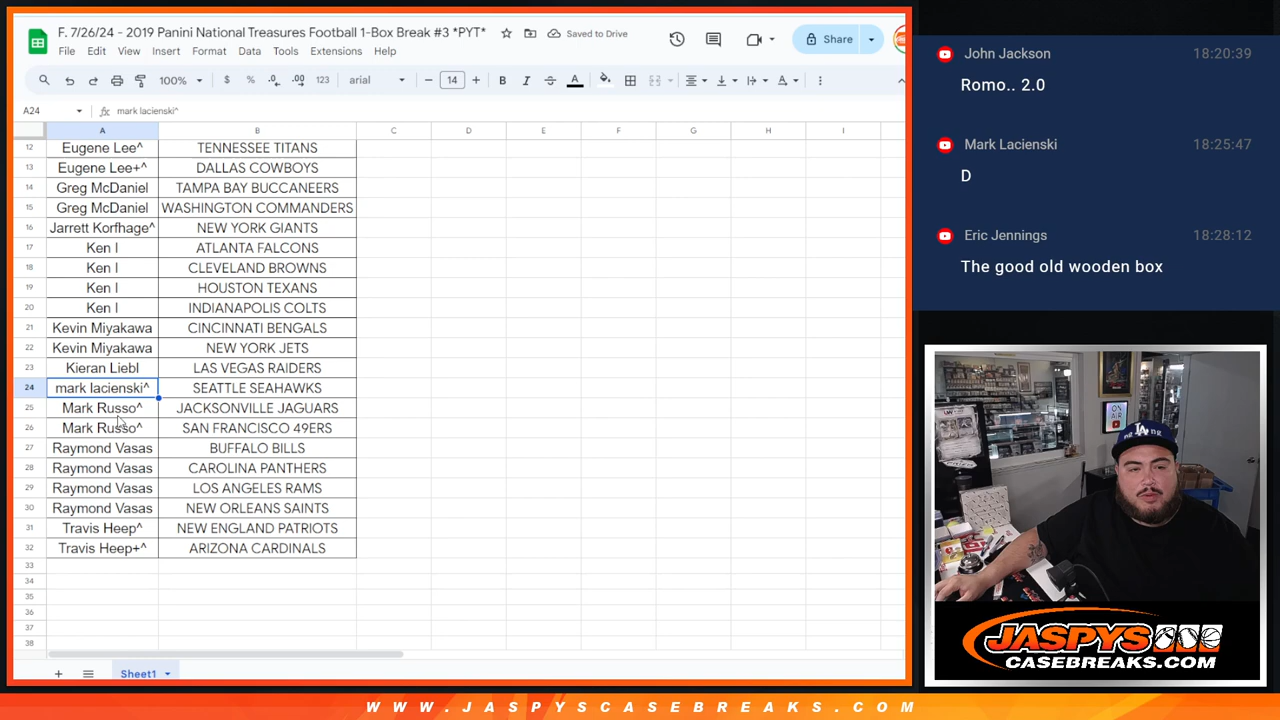 F. 7/26/24 - 2019 Panini National Treasures Football 1-Box Break #3 *PYT*
Saved to Drive
File Edit View Insert Format Data Tools Extensions Help
Share
100% $ % .0 .00 123 arial 14 B I A
A24 fx mark lacienski^
A B C D E F G H I
12 Eugene Lee^ TENNESSEE TITANS
13 Eugene Lee+^ DALLAS COWBOYS
14 Greg McDaniel TAMPA BAY BUCCANEERS
15 Greg McDaniel WASHINGTON COMMANDERS
16 Jarrett Korfhage^ NEW YORK GIANTS
17 Ken I ATLANTA FALCONS
18 Ken I CLEVELAND BROWNS
19 Ken I HOUSTON TEXANS
20 Ken I INDIANAPOLIS COLTS
21 Kevin Miyakawa CINCINNATI BENGALS
22 Kevin Miyakawa NEW YORK JETS
23 Kieran Liebl LAS VEGAS RAIDERS
24 mark lacienski^ SEATTLE SEAHAWKS
25 Mark Russo^ JACKSONVILLE JAGUARS
26 Mark Russo^ SAN FRANCISCO 49ERS
27 Raymond Vasas BUFFALO BILLS
28 Raymond Vasas CAROLINA PANTHERS
29 Raymond Vasas LOS ANGELES RAMS
30 Raymond Vasas NEW ORLEANS SAINTS
31 Travis Heep^ NEW ENGLAND PATRIOTS
32 Travis Heep+^ ARIZONA CARDINALS
33
34
35
36
37
38
Sheet1
John Jackson 18:20:39
Romo.. 2.0
Mark Lacienski 18:25:47
D
Eric Jennings 18:28:12
The good old wooden box
ON AIR
LA
JASPYS
CASEBREAKS.COM
WWW.JASPYSCASEBREAKS.COM